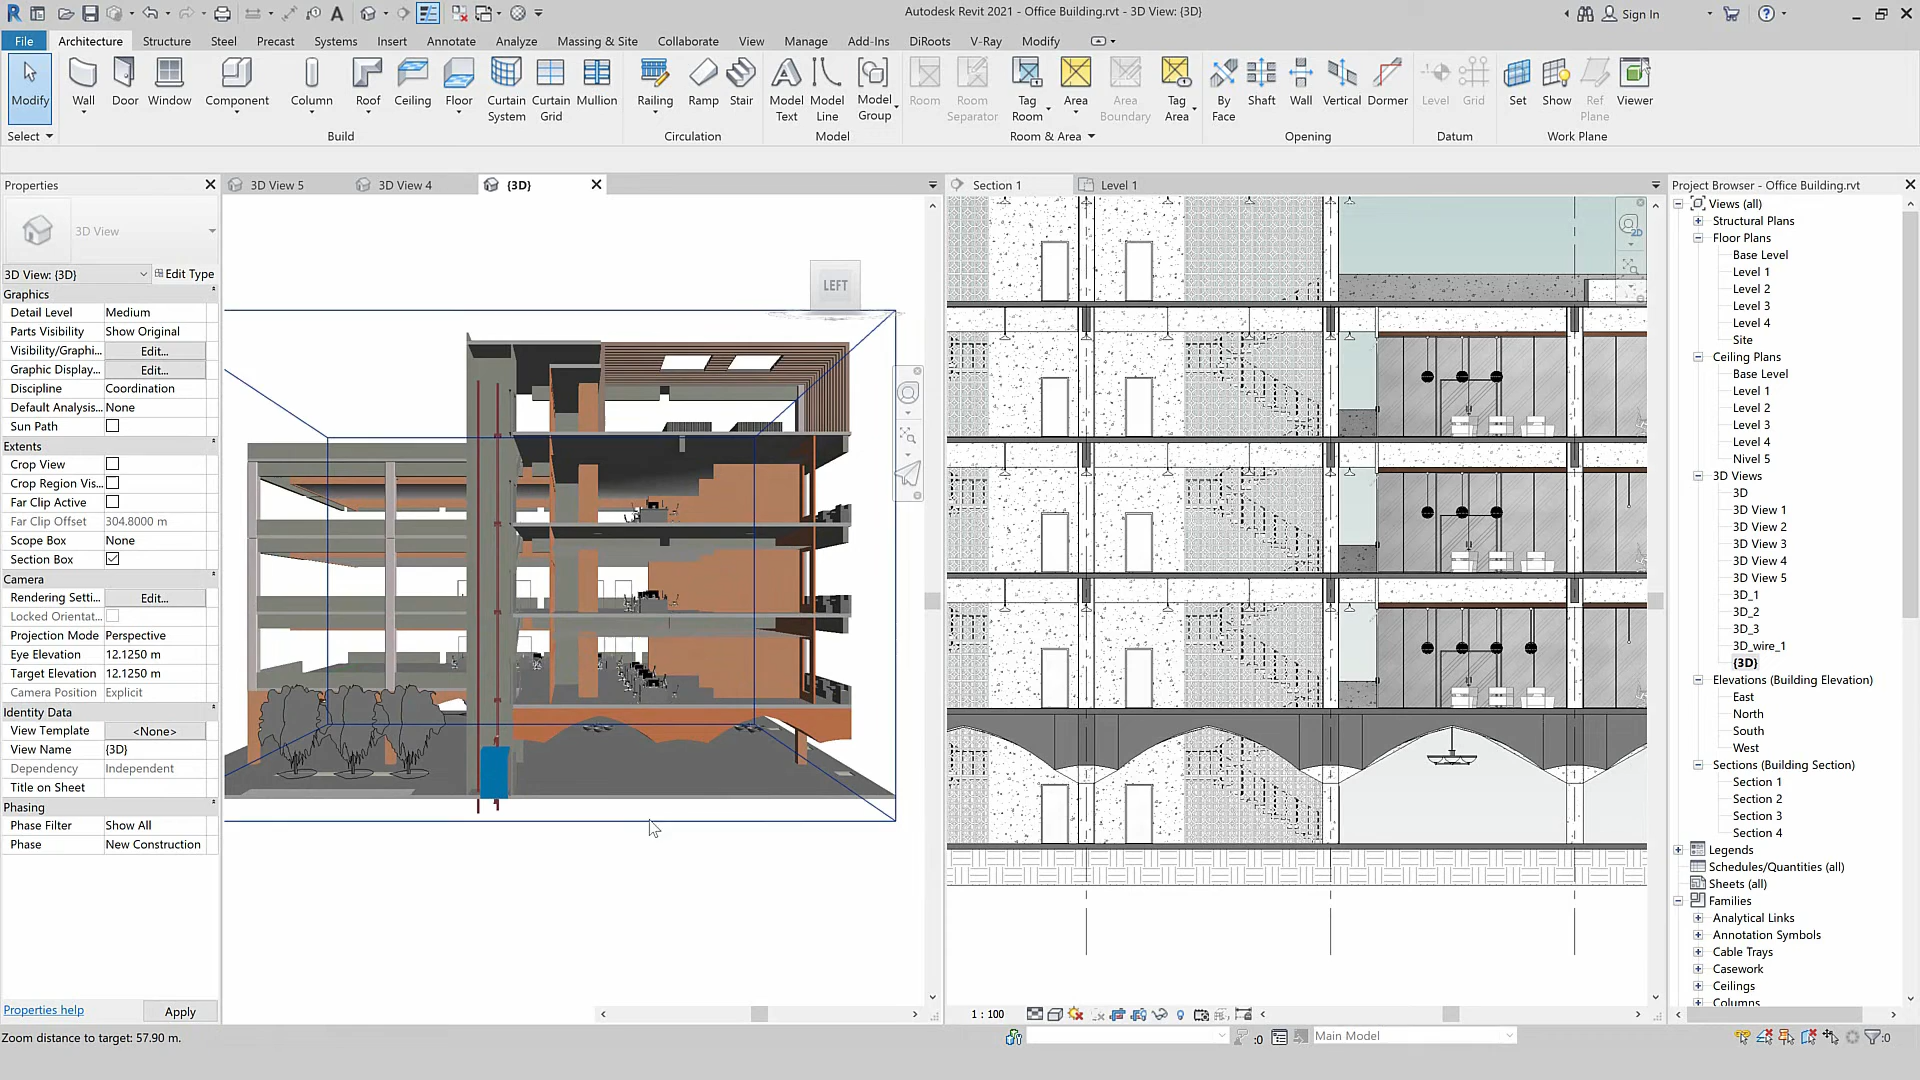 Autodesk Revit 2021 - Office Building.rvt - 3D View: {3D}
Sign In
File Architecture Structure Steel Precast Systems Insert Annotate Analyze Massing & Site Collaborate View Manage Add-Ins DiRoots V-Ray Modify
Modify
Wall
Door
Window
Component
Column
Roof
Ceiling
Floor
Curtain System
Curtain Grid
Mullion
Railing
Ramp
Stair
Model Text
Model Line
Model Group
Room
Room Separator
Tag Room
Area
Area Boundary
Tag Area
By Face
Shaft
Wall
Vertical
Dormer
Level
Grid
Set
Show
Ref Plane
Viewer
Select
Build
Circulation
Model
Room & Area
Opening
Datum
Work Plane
Properties
3D View
3D View: {3D}
Edit Type
Graphics
Detail Level Medium
Parts Visibility Show Original
Visibility/Graphi... Edit...
Graphic Display... Edit...
Discipline Coordination
Default Analysis... None
Sun Path
Extents
Crop View
Crop Region Vis...
Far Clip Active
Far Clip Offset 304.8000 m
Scope Box None
Section Box
Camera
Rendering Setti... Edit...
Locked Orientat...
Projection Mode Perspective
Eye Elevation 12.1250 m
Target Elevation 12.1250 m
Camera Position Explicit
Identity Data
View Template <None>
View Name {3D}
Dependency Independent
Title on Sheet
Phasing
Phase Filter Show All
Phase New Construction
Properties help
Apply
Zoom distance to target: 57.90 m.
3D View 5
3D View 4
{3D}
LEFT
Section 1
Level 1
2D
1 : 100
:0
Main Model
:0
Project Browser - Office Building.rvt
Views (all)
Structural Plans
Floor Plans
Base Level
Level 1
Level 2
Level 3
Level 4
Site
Ceiling Plans
Base Level
Level 1
Level 2
Level 3
Level 4
Nivel 5
3D Views
3D
3D View 1
3D View 2
3D View 3
3D View 4
3D View 5
3D_1
3D_2
3D_3
3D_wire_1
{3D}
Elevations (Building Elevation)
East
North
South
West
Sections (Building Section)
Section 1
Section 2
Section 3
Section 4
Legends
Schedules/Quantities (all)
Sheets (all)
Families
Analytical Links
Annotation Symbols
Cable Trays
Casework
Ceilings
Columns